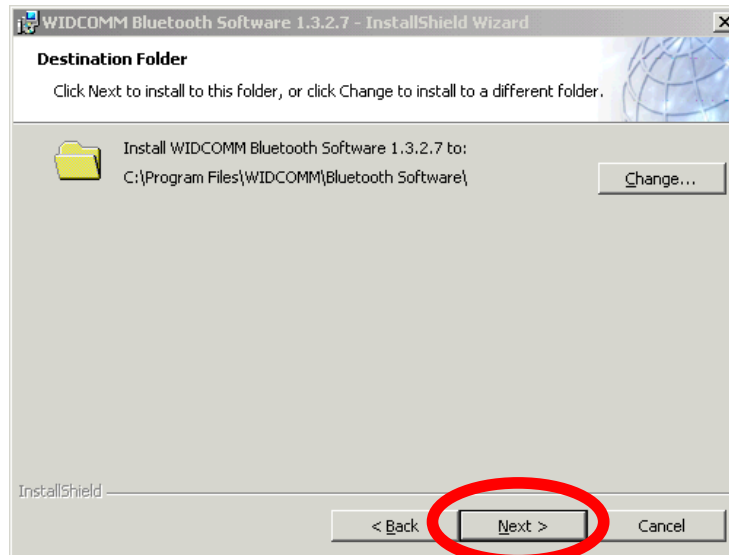 WIDCOMM Bluetooth Software 1.3.2.7 - InstallShield Wizard
Destination Folder
Click Next to install to this folder, or click Change to install to a different folder.
Install WIDCOMM Bluetooth Software 1.3.2.7 to:
C:\Program Files\WIDCOMM\Bluetooth Software\
Change...
InstallShield
< Back
Next >
Cancel